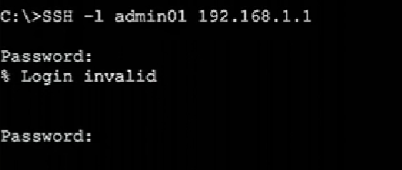 C:\>SSH -l admin01 192.168.1.1
Password:
% Login invalid
Password: